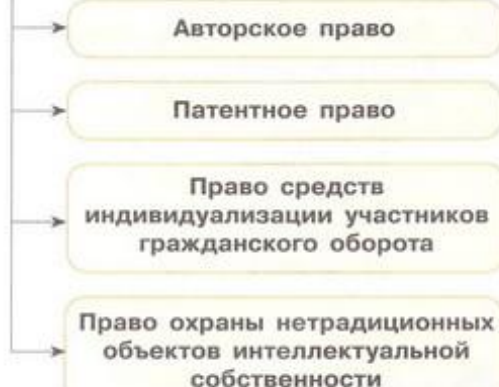 Авторское право
Патентное право
Право средств
индивидуализации участников
гражданского оборота
Право охраны нетрадиционных
объектов интеллектуальной
собственности